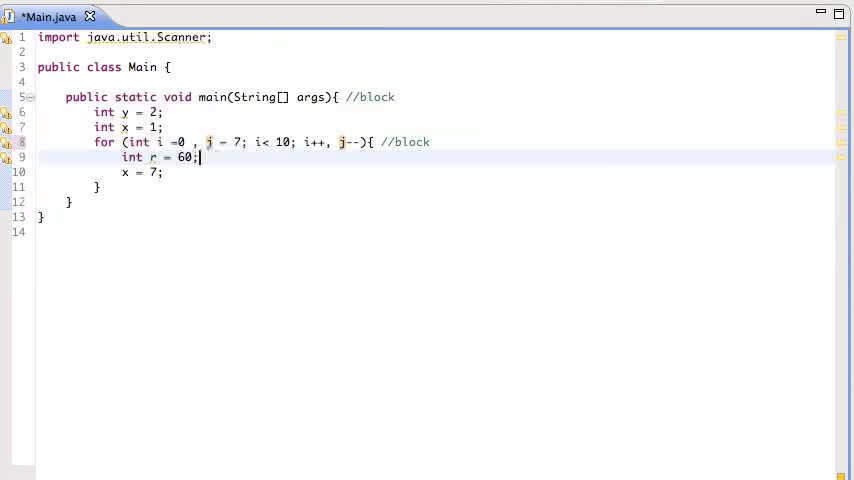 *Main.java
1 import java.util.Scanner;
2
3 public class Main {
4
5 public static void main(String[] args){ //block
6 int y = 2;
7 int x = 1;
8 for (int i =0 , j = 7; i< 10; i++, j--){ //block
9 int r = 60;
10 x = 7;
11 }
12 }
13 }
14